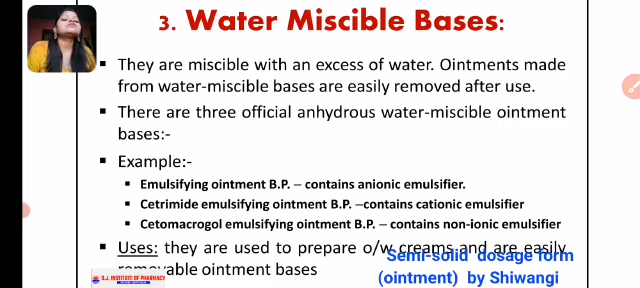 3. Water Miscible Bases:
▪ They are miscible with an excess of water. Ointments made
from water-miscible bases are easily removed after use.
▪ There are three official anhydrous water-miscible ointment
bases:-
▪ Example:-
▪ Emulsifying ointment B.P. – contains anionic emulsifier.
▪ Cetrimide emulsifying ointment B.P. –contains cationic emulsifier
▪ Cetomacrogol emulsifying ointment B.P. – contains non-ionic emulsifier
▪ Uses: they are used to prepare o/w creams and are easily
removable ointment bases
Semi-solid dosage form
(ointment) by Shiwangi
S.J. INSTITUTE OF PHARMACY